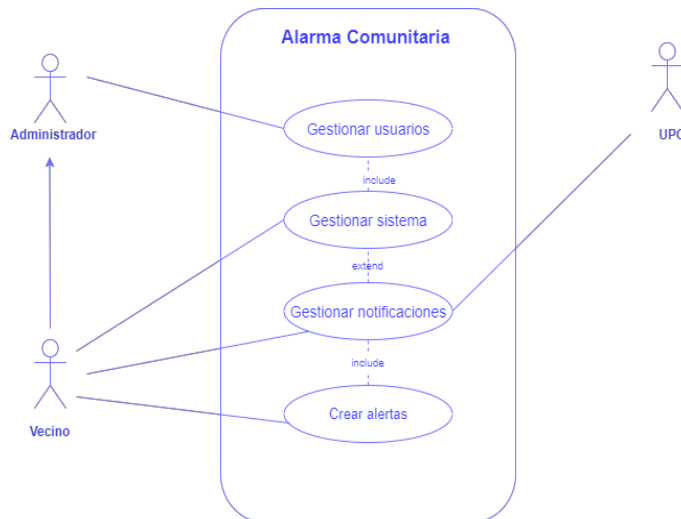 Alarma Comunitaria
Administrador
UPC
Gestionar usuarios
include
Gestionar sistema
extend
Gestionar notificaciones
include
Crear alertas
Vecino